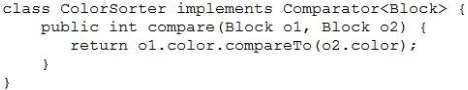 class ColorSorter implements Comparator<Block> {
    public int compare(Block o1, Block o2) {
        return o1.color.compareTo(o2.color);
    }
}